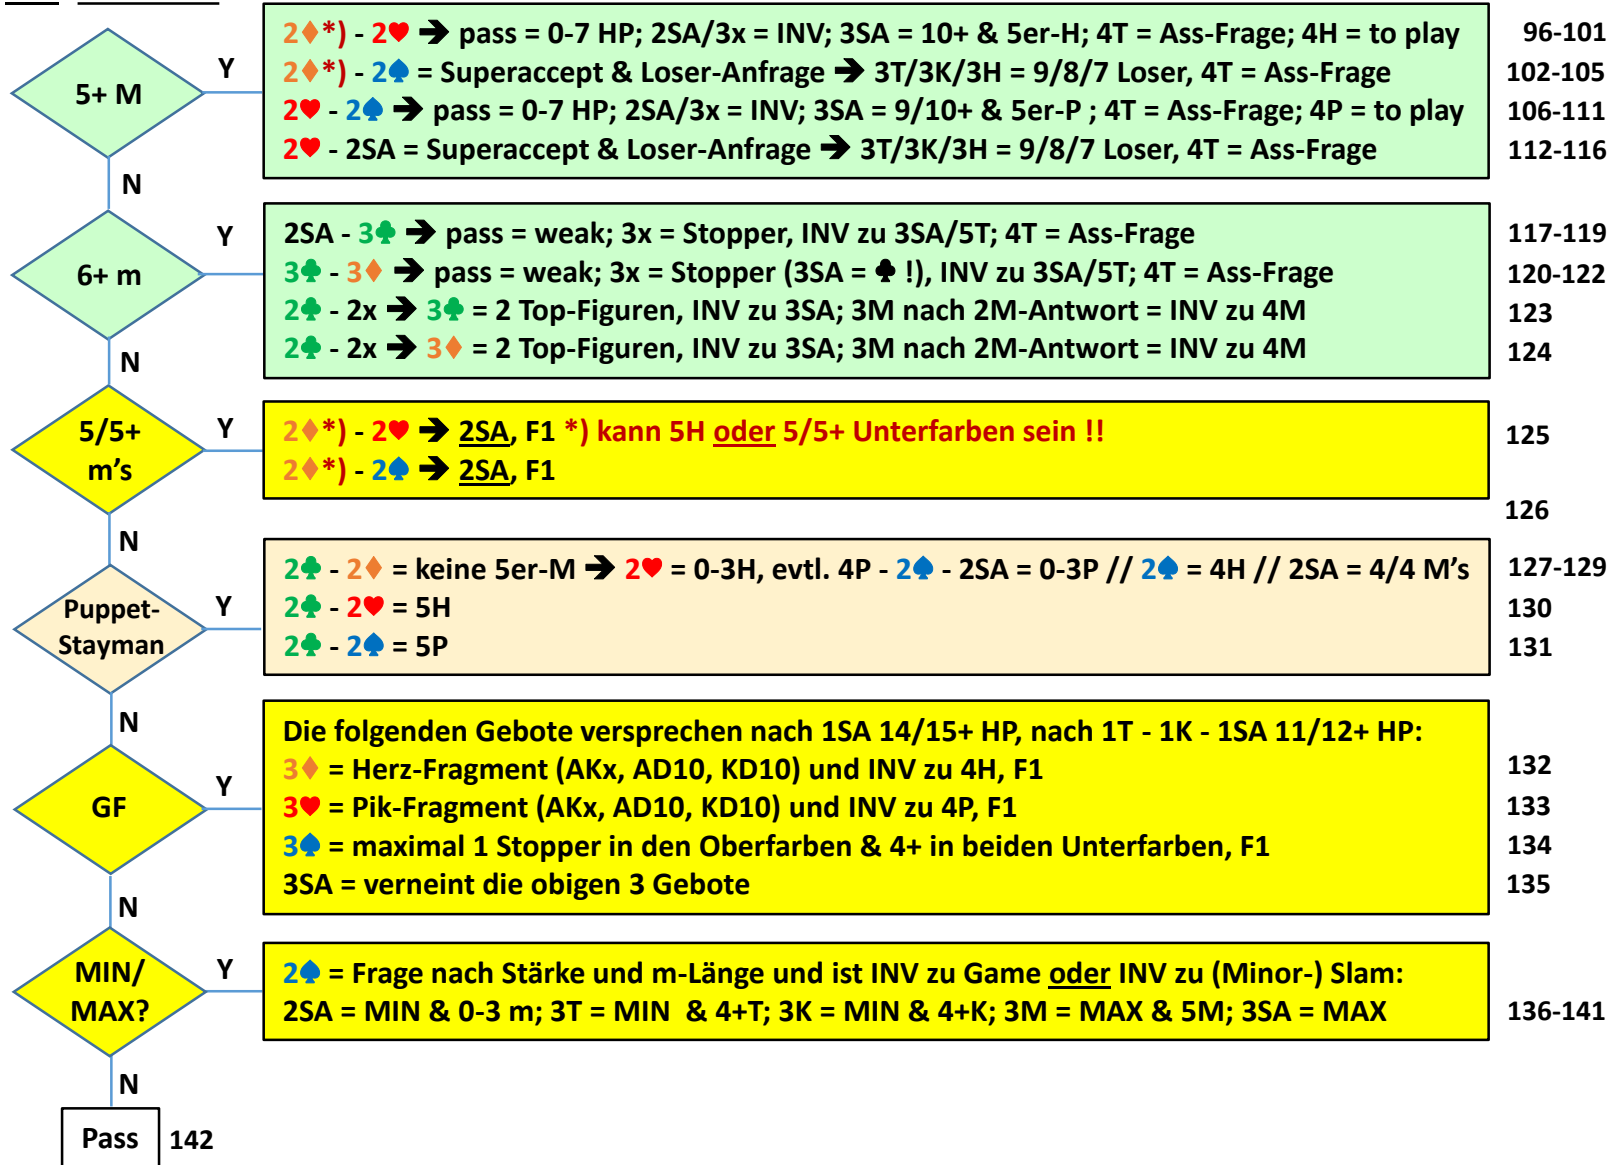 5+ M
Y
2♦*) - 2♥ ➔ pass = 0-7 HP; 2SA/3x = INV; 3SA = 10+ & 5er-H; 4T = Ass-Frage; 4H = to play
96-101
2♦*) - 2♠ = Superaccept & Loser-Anfrage ➔ 3T/3K/3H = 9/8/7 Loser, 4T = Ass-Frage
102-105
2♥ - 2♠ ➔ pass = 0-7 HP; 2SA/3x = INV; 3SA = 9/10+ & 5er-P ; 4T = Ass-Frage; 4P = to play
106-111
2♥ - 2SA = Superaccept & Loser-Anfrage ➔ 3T/3K/3H = 9/8/7 Loser, 4T = Ass-Frage
112-116
N
6+ m
Y
2SA - 3♣ ➔ pass = weak; 3x = Stopper, INV zu 3SA/5T; 4T = Ass-Frage
117-119
3♣ - 3♦ ➔ pass = weak; 3x = Stopper (3SA = ♣ !), INV zu 3SA/5T; 4T = Ass-Frage
120-122
2♣ - 2x ➔ 3♣ = 2 Top-Figuren, INV zu 3SA; 3M nach 2M-Antwort = INV zu 4M
123
2♣ - 2x ➔ 3♦ = 2 Top-Figuren, INV zu 3SA; 3M nach 2M-Antwort = INV zu 4M
124
N
5/5+
m's
Y
2♦*) - 2♥ ➔ 2SA, F1 *) kann 5H oder 5/5+ Unterfarben sein !!
125
2♦*) - 2♠ ➔ 2SA, F1
126
N
Puppet-
Stayman
Y
2♣ - 2♦ = keine 5er-M ➔ 2♥ = 0-3H, evtl. 4P - 2♠ - 2SA = 0-3P // 2♠ = 4H // 2SA = 4/4 M's
127-129
2♣ - 2♥ = 5H
130
2♣ - 2♠ = 5P
131
N
GF
Y
Die folgenden Gebote versprechen nach 1SA 14/15+ HP, nach 1T - 1K - 1SA 11/12+ HP:
3♦ = Herz-Fragment (AKx, AD10, KD10) und INV zu 4H, F1
132
3♥ = Pik-Fragment (AKx, AD10, KD10) und INV zu 4P, F1
133
3♠ = maximal 1 Stopper in den Oberfarben & 4+ in beiden Unterfarben, F1
134
3SA = verneint die obigen 3 Gebote
135
N
MIN/
MAX?
Y
2♠ = Frage nach Stärke und m-Länge und ist INV zu Game oder INV zu (Minor-) Slam:
2SA = MIN & 0-3 m; 3T = MIN & 4+T; 3K = MIN & 4+K; 3M = MAX & 5M; 3SA = MAX
136-141
N
Pass
142